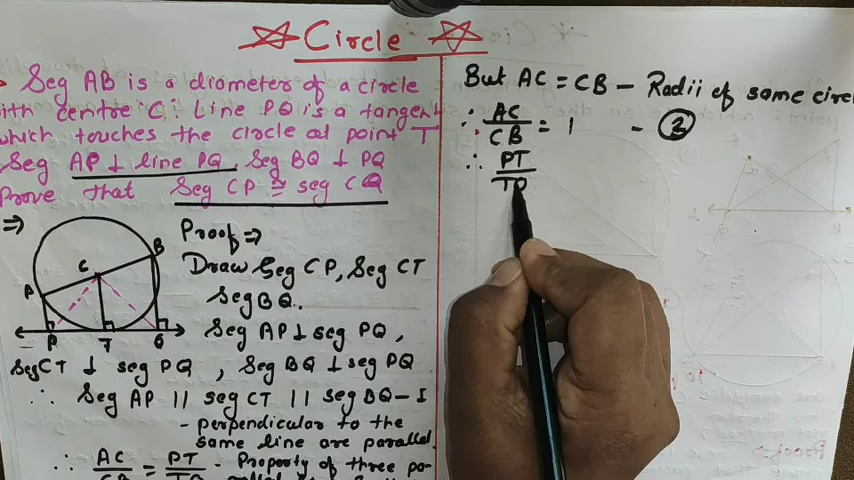 Circle
Seg AB is a diameter of a circle
with centre C. Line PQ is a tangent
which touches the circle at point T
Seg AP ⊥ line PQ, Seg BQ ⊥ PQ
Prove that Seg CP ≅ seg CQ
⇒
Proof ⇒
Draw Seg CP, Seg CT
Seg BQ.
Seg AP ⊥ seg PQ,
Seg CT ⊥ seg PQ, Seg BQ ⊥ seg PQ
∴ Seg AP || seg CT || seg BQ - I
- perpendicular to the
same line are parallel.
∴ AC/CB = PT/TQ - Property of three pa-
A
C
B
P
T
Q
But AC = CB - Radii of same circle
∴ AC/CB = 1 - 2
∴ PT/TQ